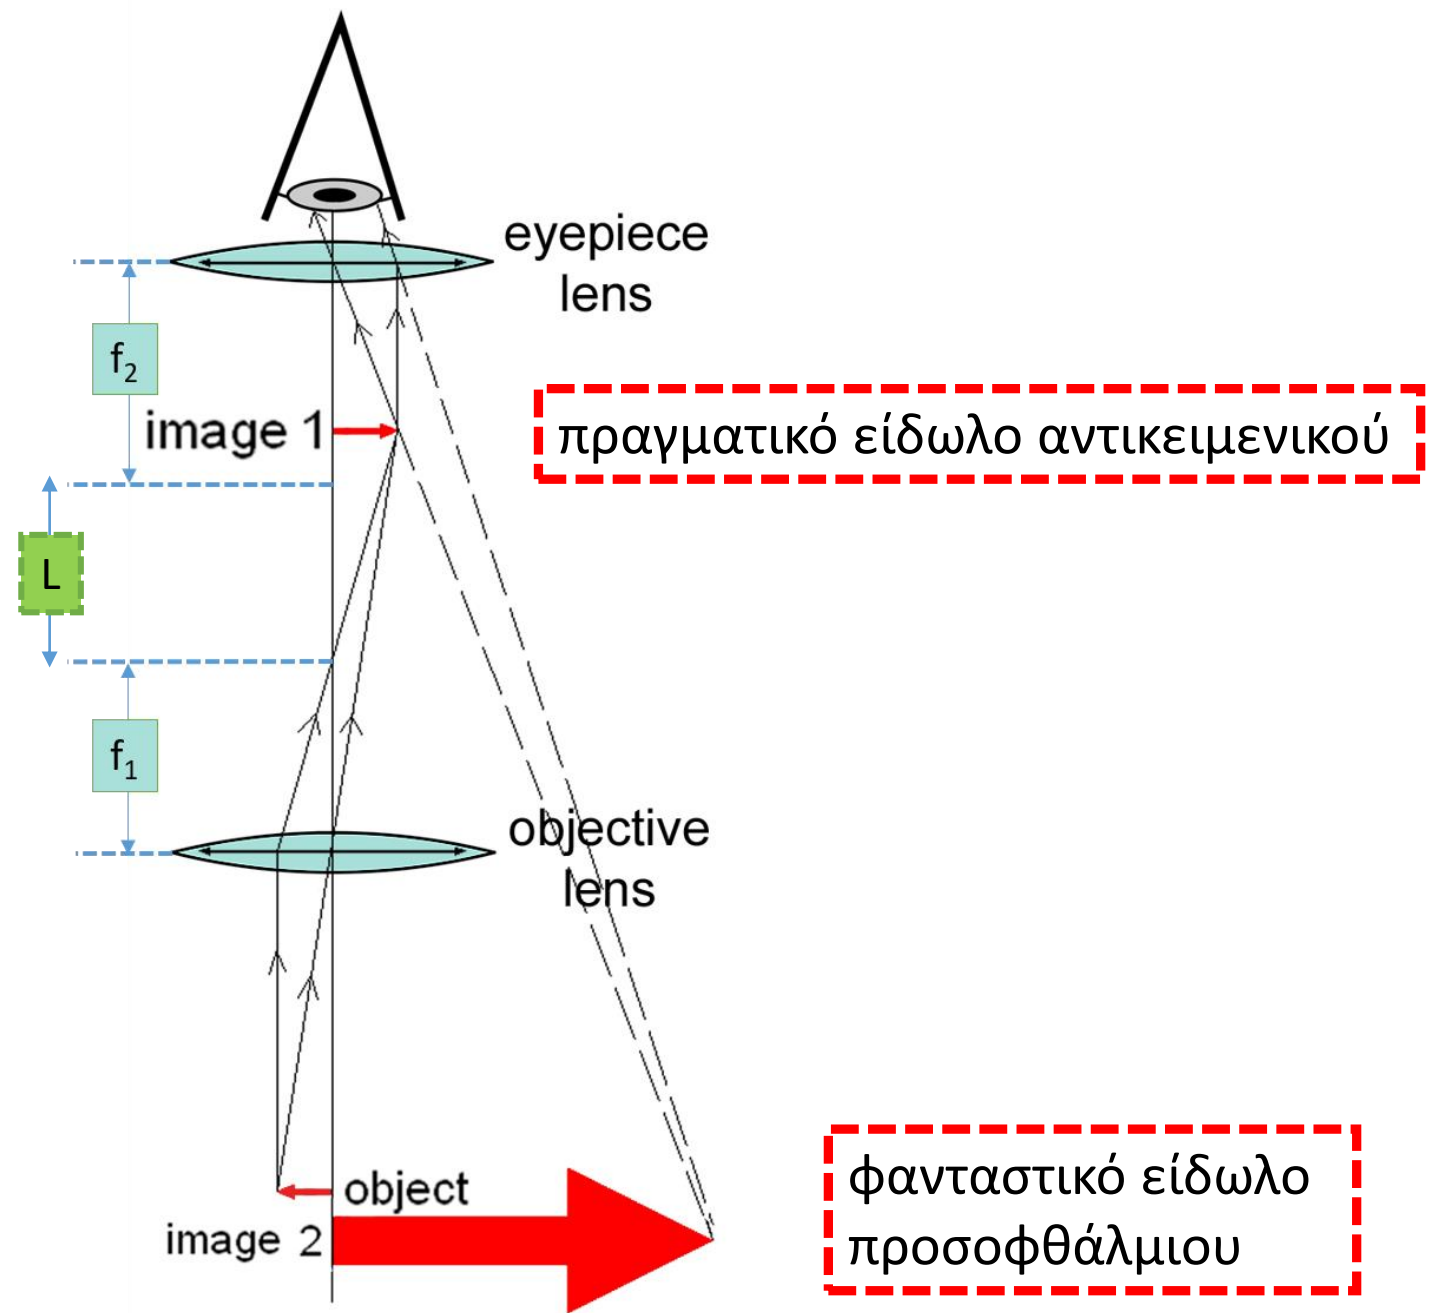 eyepiece
lens
f₂
image 1
πραγματικό είδωλο αντικειμενικού
L
f₁
objective
lens
object
image 2
φανταστικό είδωλο
προσοφθάλμιου